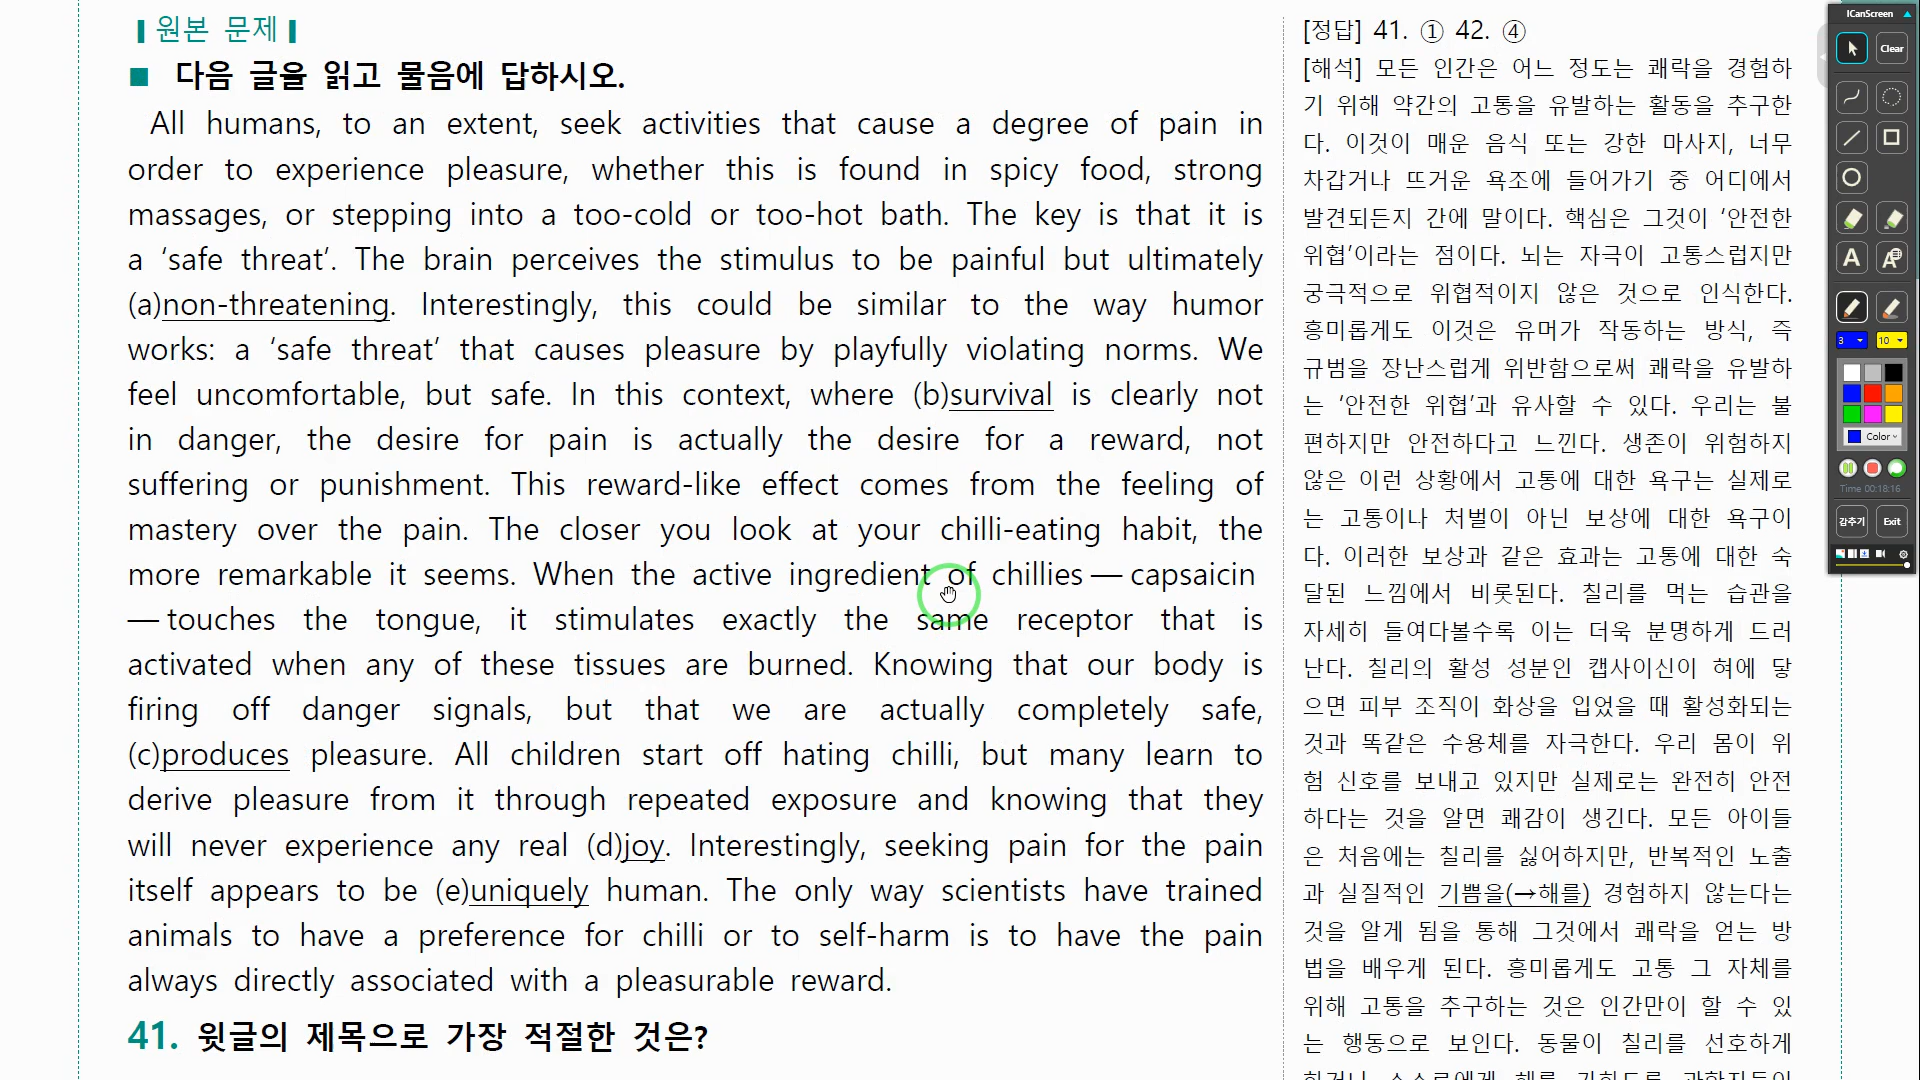 원본 문제
■ 다음 글을 읽고 물음에 답하시오.
All humans, to an extent, seek activities that cause a degree of pain in
order to experience pleasure, whether this is found in spicy food, strong
massages, or stepping into a too-cold or too-hot bath. The key is that it is
a ‘safe threat’. The brain perceives the stimulus to be painful but ultimately
(a)non-threatening. Interestingly, this could be similar to the way humor
works: a ‘safe threat’ that causes pleasure by playfully violating norms. We
feel uncomfortable, but safe. In this context, where (b)survival is clearly not
in danger, the desire for pain is actually the desire for a reward, not
suffering or punishment. This reward-like effect comes from the feeling of
mastery over the pain. The closer you look at your chilli-eating habit, the
more remarkable it seems. When the active ingredient of chillies — capsaicin
— touches the tongue, it stimulates exactly the same receptor that is
activated when any of these tissues are burned. Knowing that our body is
firing off danger signals, but that we are actually completely safe,
(c)produces pleasure. All children start off hating chilli, but many learn to
derive pleasure from it through repeated exposure and knowing that they
will never experience any real (d)joy. Interestingly, seeking pain for the pain
itself appears to be (e)uniquely human. The only way scientists have trained
animals to have a preference for chilli or to self-harm is to have the pain
always directly associated with a pleasurable reward.
41. 윗글의 제목으로 가장 적절한 것은?
[정답] 41. ① 42. ④
[해석] 모든 인간은 어느 정도는 쾌락을 경험하
기 위해 약간의 고통을 유발하는 활동을 추구한
다. 이것이 매운 음식 또는 강한 마사지, 너무
차갑거나 뜨거운 욕조에 들어가기 중 어디에서
발견되든지 간에 말이다. 핵심은 그것이 ‘안전한
위협’이라는 점이다. 뇌는 자극이 고통스럽지만
궁극적으로 위협적이지 않은 것으로 인식한다.
흥미롭게도 이것은 유머가 작동하는 방식, 즉
규범을 장난스럽게 위반함으로써 쾌락을 유발하
는 ‘안전한 위협’과 유사할 수 있다. 우리는 불
편하지만 안전하다고 느낀다. 생존이 위험하지
않은 이런 상황에서 고통에 대한 욕구는 실제로
는 고통이나 처벌이 아닌 보상에 대한 욕구이
다. 이러한 보상과 같은 효과는 고통에 대한 숙
달된 느낌에서 비롯된다. 칠리를 먹는 습관을
자세히 들여다볼수록 이는 더욱 분명하게 드러
난다. 칠리의 활성 성분인 캡사이신이 혀에 닿
으면 피부 조직이 화상을 입었을 때 활성화되는
것과 똑같은 수용체를 자극한다. 우리 몸이 위
험 신호를 보내고 있지만 실제로는 완전히 안전
하다는 것을 알면 쾌감이 생긴다. 모든 아이들
은 처음에는 칠리를 싫어하지만, 반복적인 노출
과 실질적인 기쁨을(→해를) 경험하지 않는다는
것을 알게 됨을 통해 그것에서 쾌락을 얻는 방
법을 배우게 된다. 흥미롭게도 고통 그 자체를
위해 고통을 추구하는 것은 인간만이 할 수 있
는 행동으로 보인다. 동물이 칠리를 선호하게
ICanScreen
Clear
A
3
10
Color
Time 00:18:16
감추기
Exit